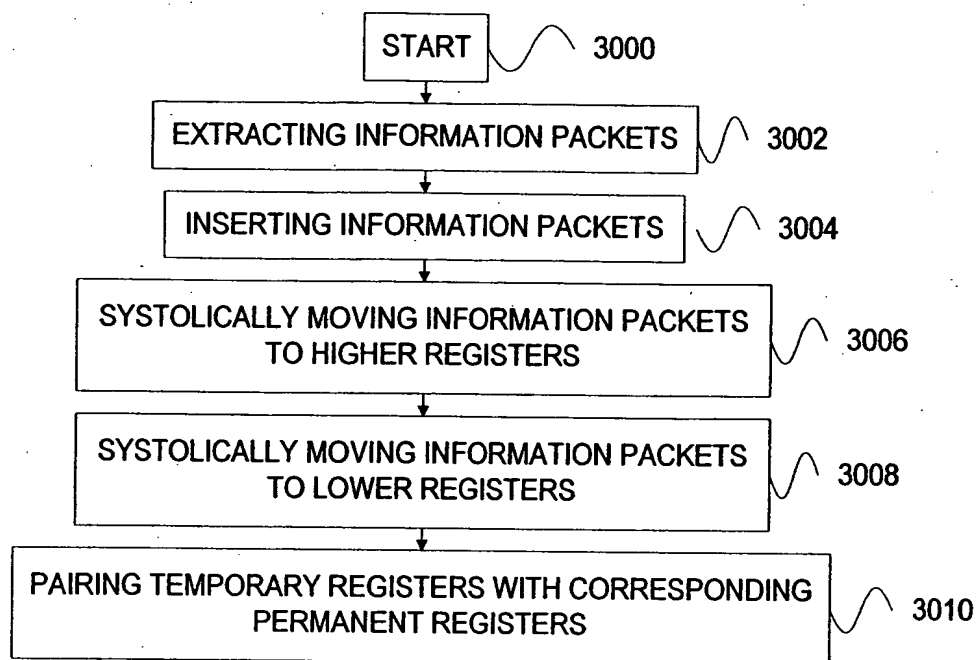 START 3000
EXTRACTING INFORMATION PACKETS 3002
INSERTING INFORMATION PACKETS 3004
SYSTOLICALLY MOVING INFORMATION PACKETS
TO HIGHER REGISTERS
3006
SYSTOLICALLY MOVING INFORMATION PACKETS
TO LOWER REGISTERS
3008
PAIRING TEMPORARY REGISTERS WITH CORRESPONDING
PERMANENT REGISTERS
3010